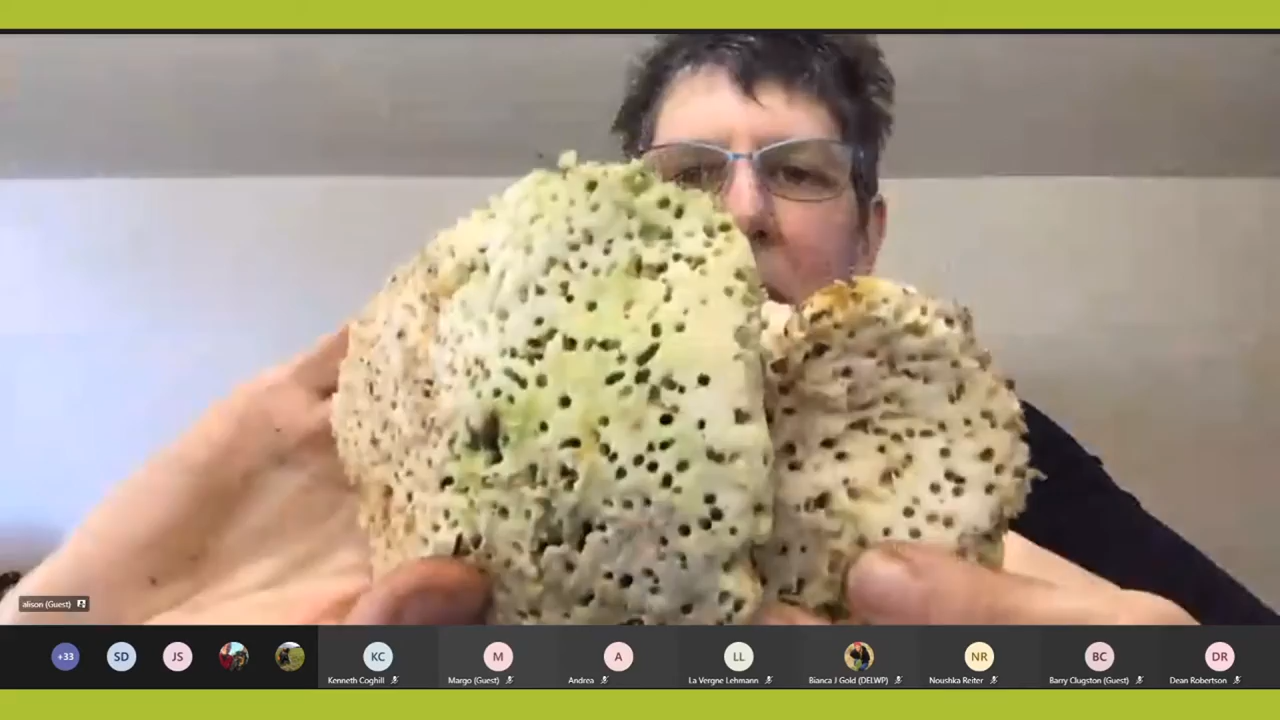 alison (Guest)
+33
SD
JS
KC
M
A
LL
NR
BC
DR
Kenneth Coghill
Margo (Guest)
Andrea
La Vergne Lehmann
Bianca J Gold (DELWP)
Noushka Reiter
Barry Clugston (Guest)
Dean Robertson